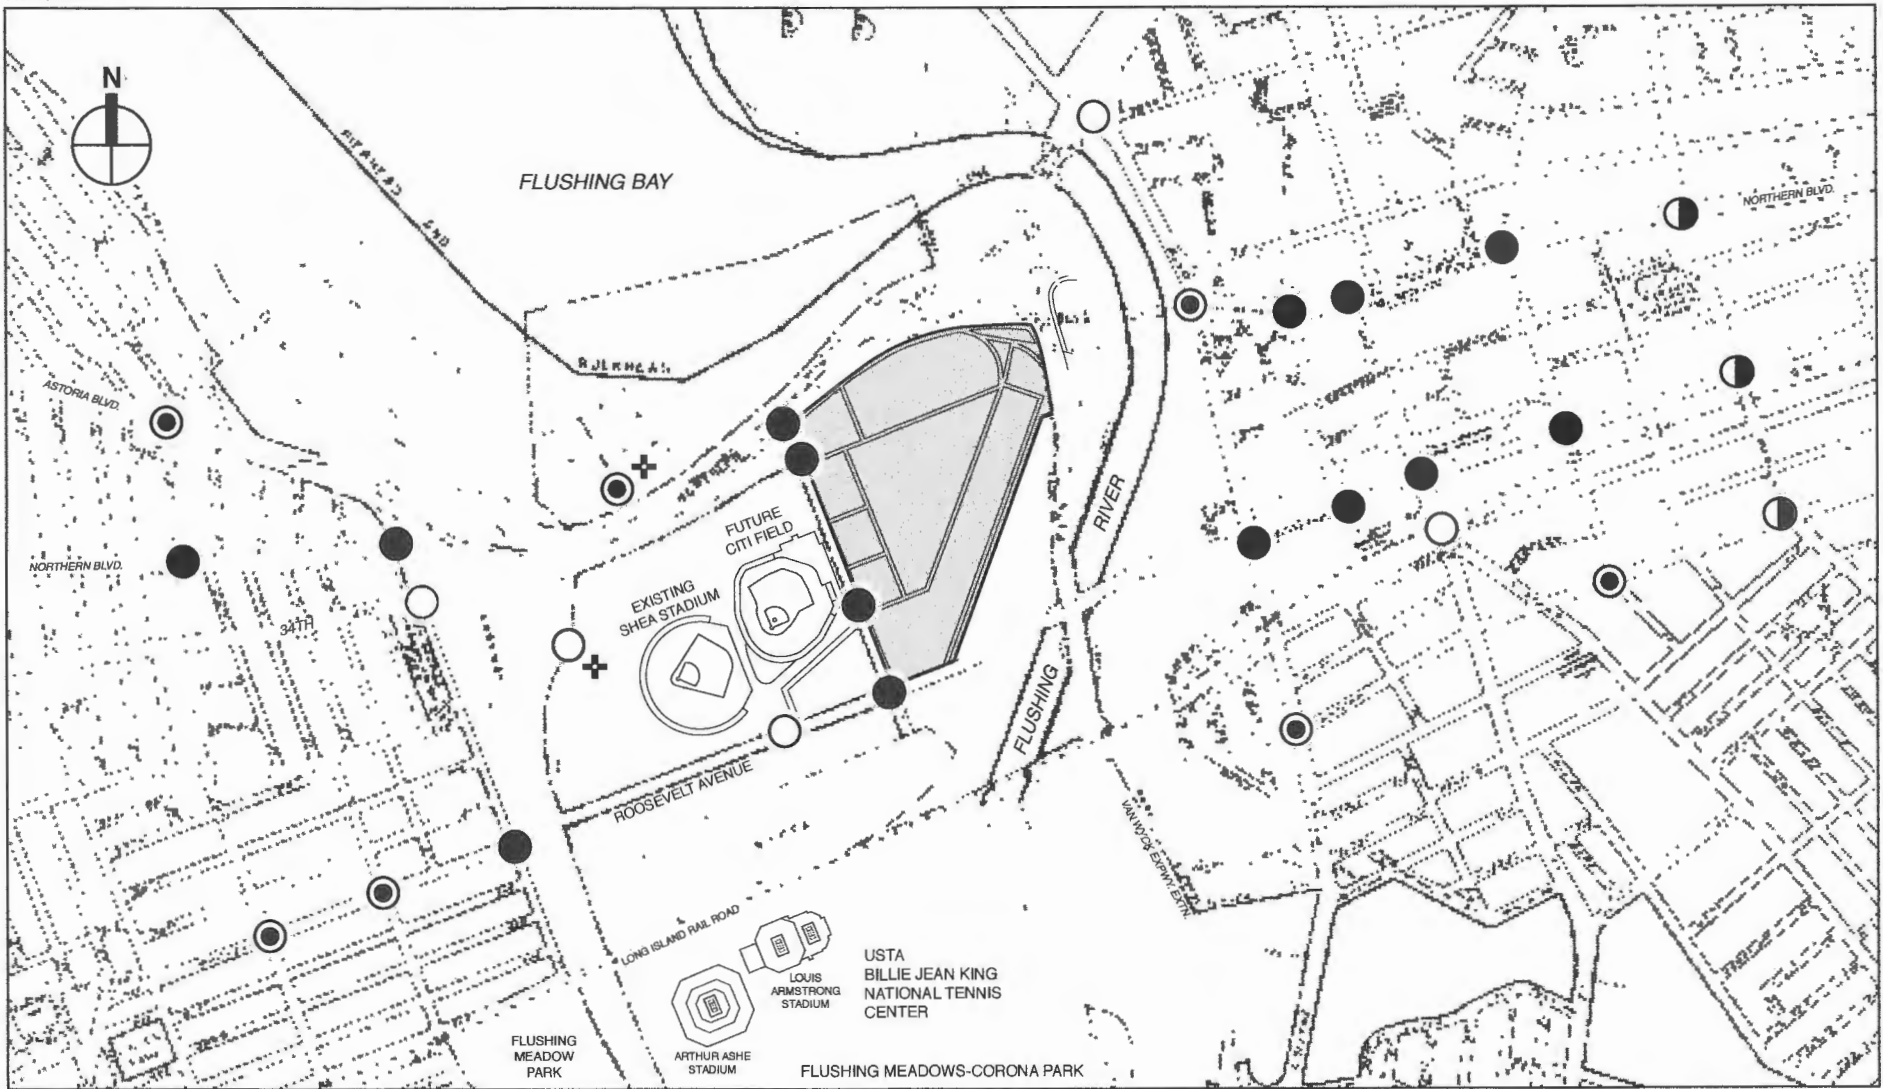 N
FLUSHING BAY
NORTHERN BLVD.
ASTORIA BLVD.
RIVER
FUTURE
CITI FIELD
NORTHERN BLVD.
EXISTING
SHEA STADIUM
34TH
FLUSHING
ROOSEVELT AVENUE
VAN WYCK EXPWY. EXTN.
LONG ISLAND RAIL ROAD
USTA
BILLIE JEAN KING
NATIONAL TENNIS
CENTER
LOUIS
ARMSTRONG
STADIUM
FLUSHING
MEADOW
PARK
ARTHUR ASHE
STADIUM
FLUSHING MEADOWS-CORONA PARK